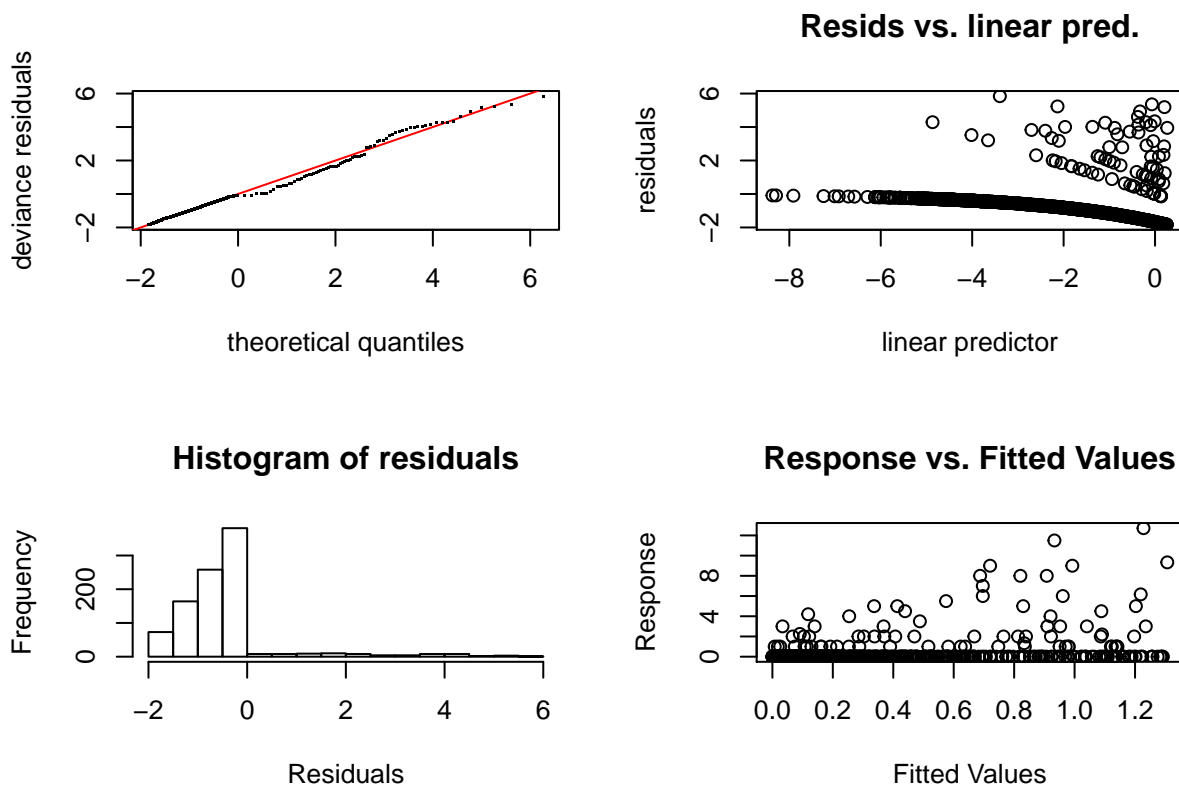 deviance residuals
6
2
−2
−2 0 2 4 6
theoretical quantiles
Resids vs. linear pred.
residuals
6
2
−2
−8 −6 −4 −2 0
linear predictor
Histogram of residuals
Frequency
200
0
−2 0 2 4 6
Residuals
Response vs. Fitted Values
Response
8
4
0
0.0 0.2 0.4 0.6 0.8 1.0 1.2
Fitted Values